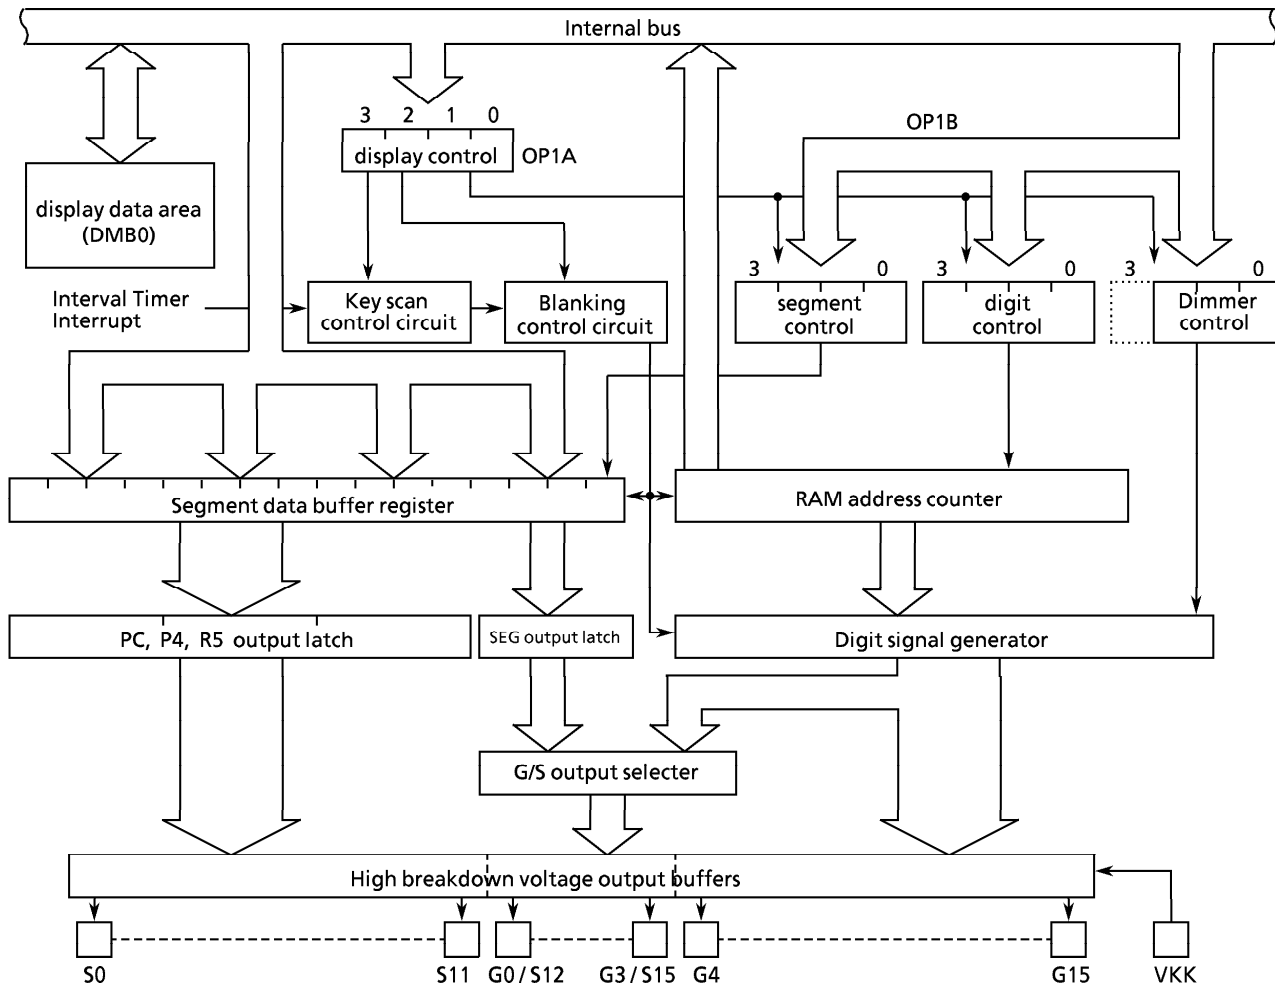 Internal bus
OP1B
3 2 1 0
display control
OP1A
display data area
(DMB0)
3 0
3 0
3 0
Interval Timer
Interrupt
Key scan
control circuit
Blanking
control circuit
segment
control
digit
control
Dimmer
control
Segment data buffer register
RAM address counter
PC, P4, R5 output latch
SEG output latch
Digit signal generator
G/S output selecter
High breakdown voltage output buffers
S0
S11
G0 / S12
G3 / S15
G4
G15
VKK